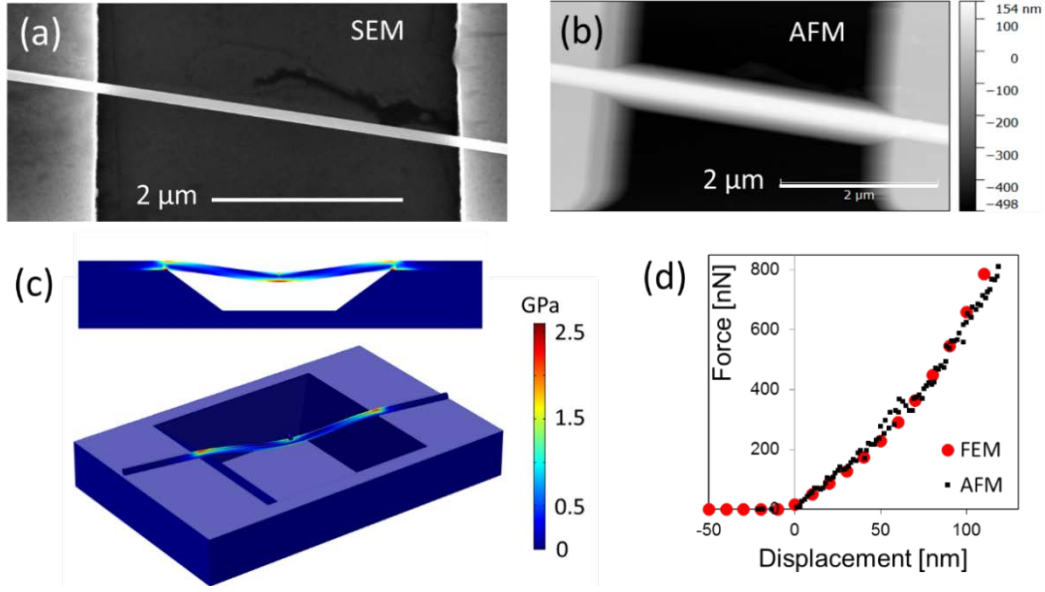 (a)
SEM
2 μm
(b)
AFM
2 μm
2 μm
154 nm
100
0
−100
−200
−300
−400
−498
(c)
GPa
2.5
1.5
0.5
0
(d)
Force [nN]
800
600
400
200
FEM
AFM
-50
0
50
100
Displacement [nm]